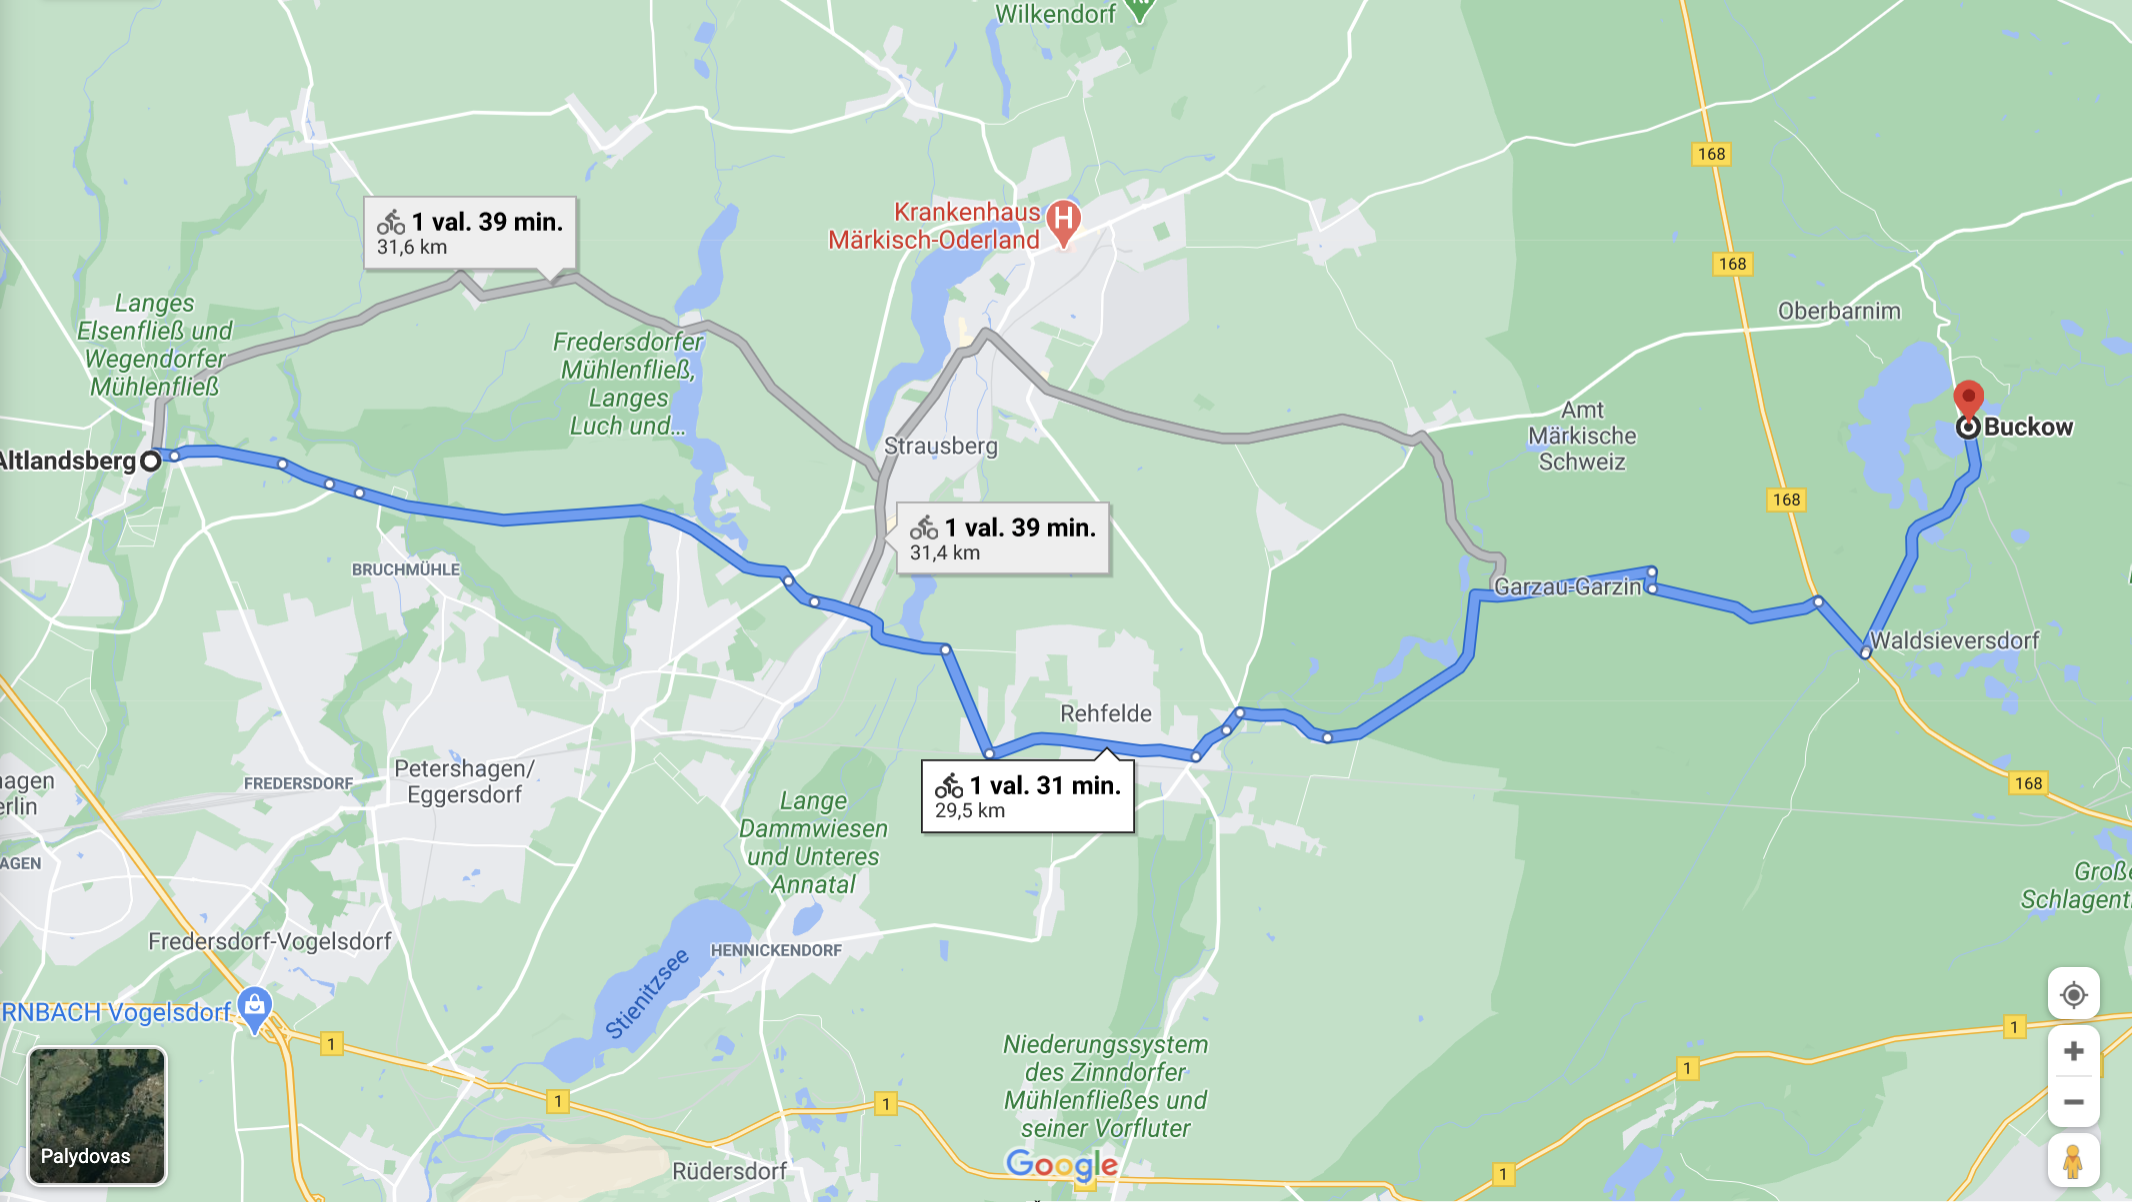 Wilkendorf
168
Krankenhaus
Märkisch-Oderland
1 val. 39 min.
31,6 km
168
Langes
Elsenfließ und
Wegendorfer
Mühlenfließ
Oberbarnim
Fredersdorfer
Mühlenfließ,
Langes
Luch und...
Amt
Märkische
Schweiz
Buckow
Strausberg
Altlandsberg
168
1 val. 39 min.
31,4 km
BRUCHMÜHLE
Garzau-Garzin
Waldsieversdorf
Rehfelde
Petershagen/
Eggersdorf
FREDERSDORF
1 val. 31 min.
29,5 km
168
hagen
erlin
Lange
Dammwiesen
und Unteres
Annatal
AGEN
Große
Schlagent
Fredersdorf-Vogelsdorf
HENNICKENDORF
Stienitzsee
RNBACH Vogelsdorf
1
1
Niederungssystem
des Zinndorfer
Mühlenfließes und
seiner Vorfluter
1
1
1
Palydovas
Rüdersdorf
Google
1